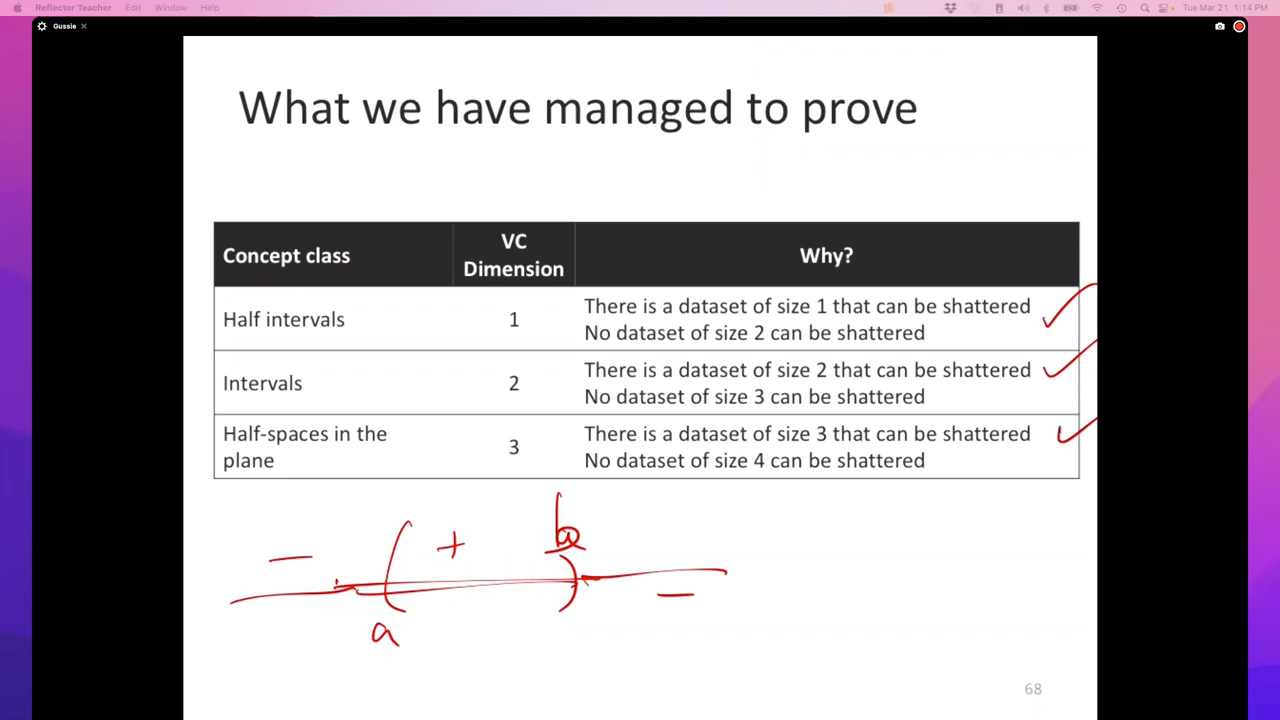 Reflector Teacher Edit Window Help Tue Mar 21 1:14 PM
Gussie
What we have managed to prove
Concept class
VC
Dimension
Why?
Half intervals
1
There is a dataset of size 1 that can be shattered
No dataset of size 2 can be shattered
Intervals
2
There is a dataset of size 2 that can be shattered
No dataset of size 3 can be shattered
Half-spaces in the
plane
3
There is a dataset of size 3 that can be shattered
No dataset of size 4 can be shattered
− ( + b )
a −
68